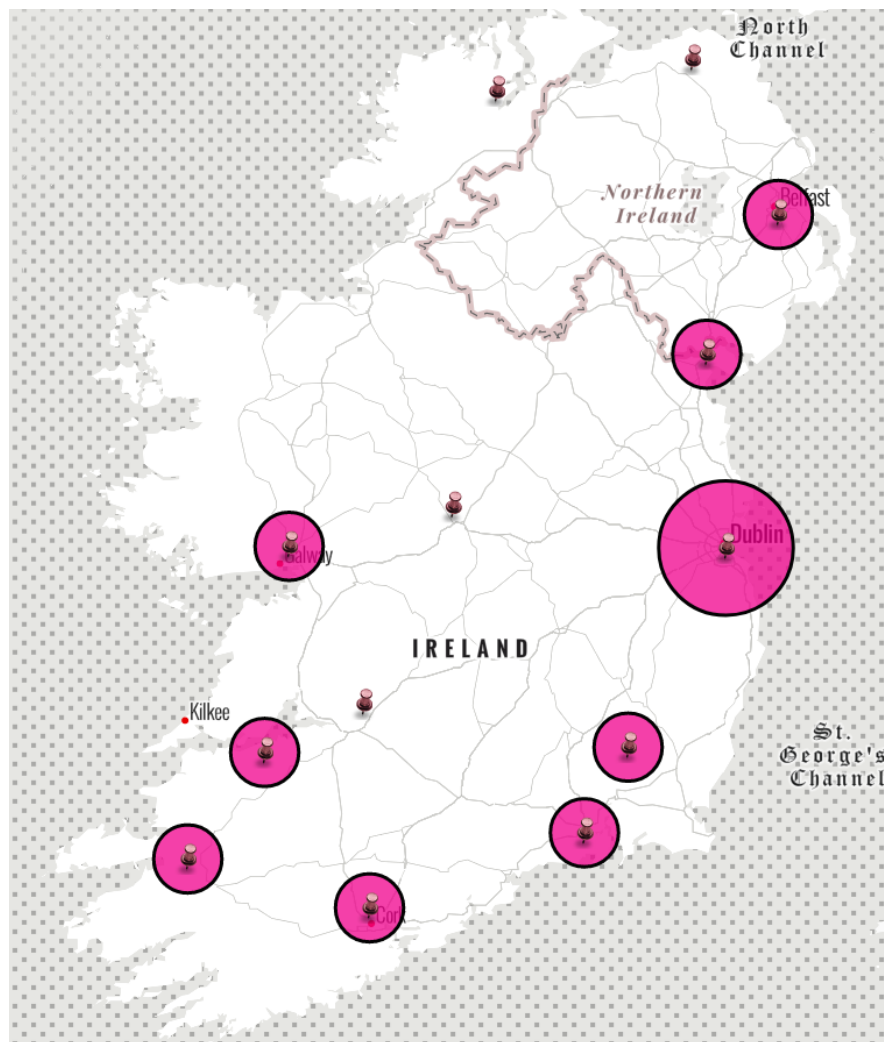 North
Channel
Northern
Ireland
Belfast
Dublin
Galway
IRELAND
Kilkee
St.
George's
Channel
Cork